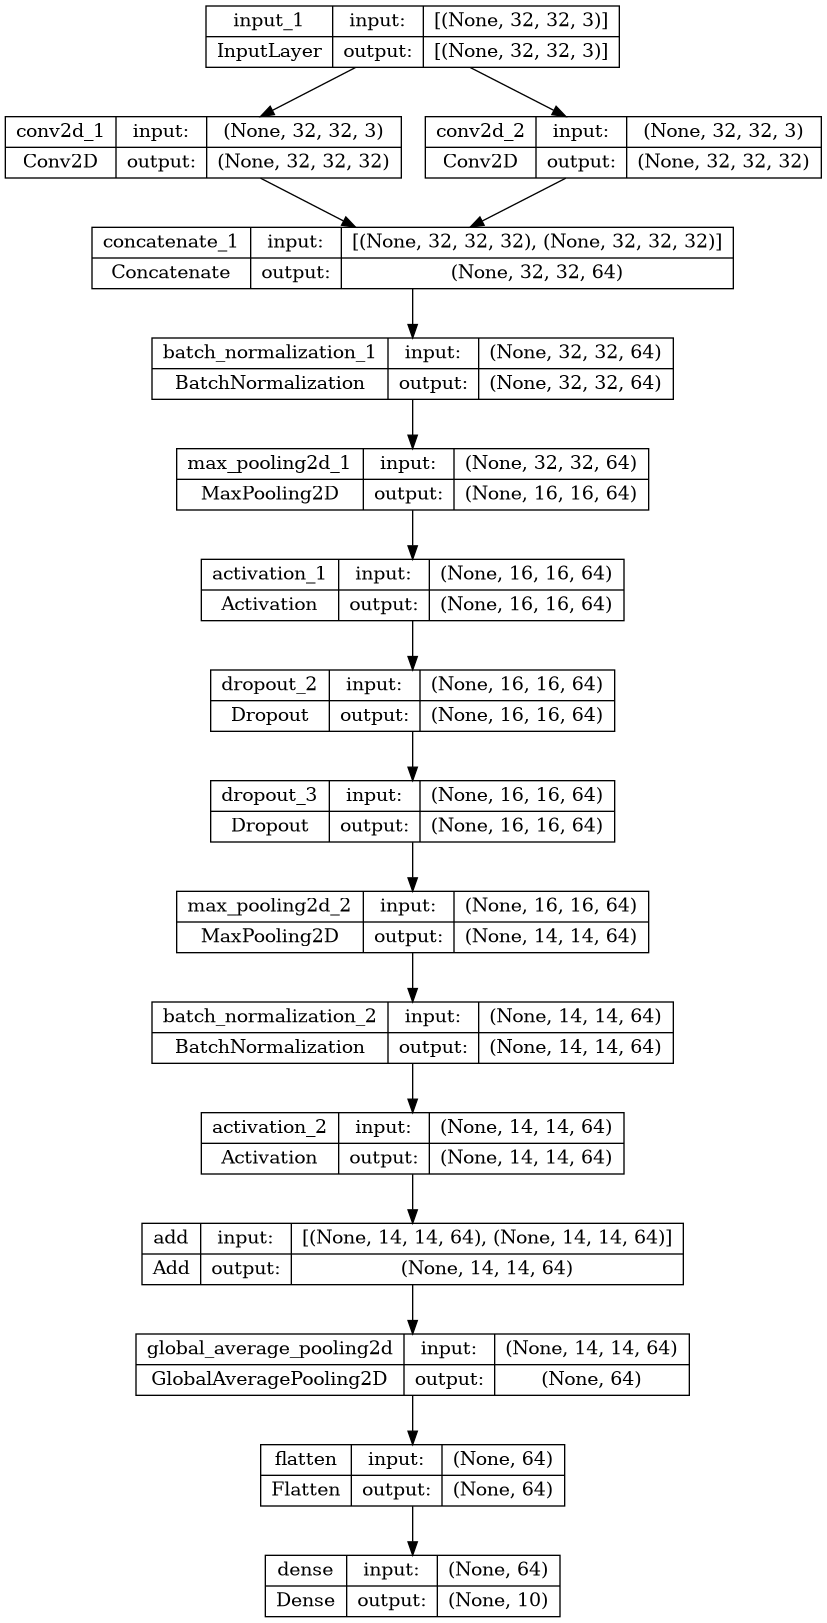 input_1 input: [(None, 32, 32, 3)]
InputLayer output: [(None, 32, 32, 3)]
conv2d_1 input: (None, 32, 32, 3)
Conv2D output: (None, 32, 32, 32)
conv2d_2 input: (None, 32, 32, 3)
Conv2D output: (None, 32, 32, 32)
concatenate_1 input: [(None, 32, 32, 32), (None, 32, 32, 32)]
Concatenate output: (None, 32, 32, 64)
batch_normalization_1 input: (None, 32, 32, 64)
BatchNormalization output: (None, 32, 32, 64)
max_pooling2d_1 input: (None, 32, 32, 64)
MaxPooling2D output: (None, 16, 16, 64)
activation_1 input: (None, 16, 16, 64)
Activation output: (None, 16, 16, 64)
dropout_2 input: (None, 16, 16, 64)
Dropout output: (None, 16, 16, 64)
dropout_3 input: (None, 16, 16, 64)
Dropout output: (None, 16, 16, 64)
max_pooling2d_2 input: (None, 16, 16, 64)
MaxPooling2D output: (None, 14, 14, 64)
batch_normalization_2 input: (None, 14, 14, 64)
BatchNormalization output: (None, 14, 14, 64)
activation_2 input: (None, 14, 14, 64)
Activation output: (None, 14, 14, 64)
add input: [(None, 14, 14, 64), (None, 14, 14, 64)]
Add output: (None, 14, 14, 64)
global_average_pooling2d input: (None, 14, 14, 64)
GlobalAveragePooling2D output: (None, 64)
flatten input: (None, 64)
Flatten output: (None, 64)
dense input: (None, 64)
Dense output: (None, 10)